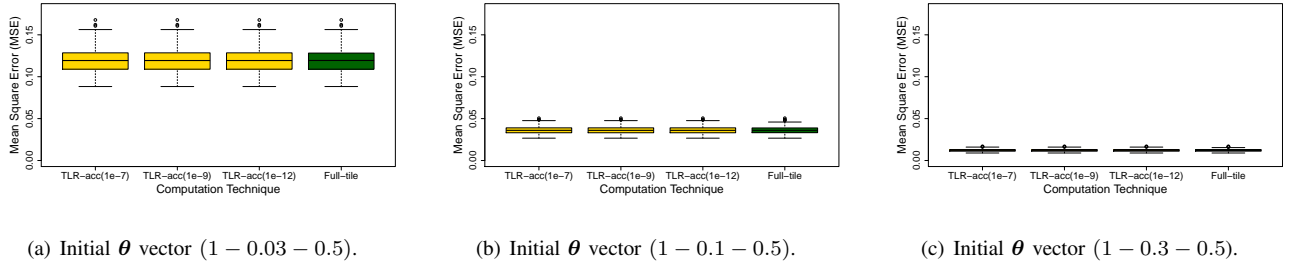 Mean Square Error (MSE)
0.15
0.10
0.05
0.00
TLR−acc(1e−7) TLR−acc(1e−9) TLR−acc(1e−12) Full−tile
Computation Technique
(a) Initial θ vector (1 − 0.03 − 0.5).
Mean Square Error (MSE)
0.15
0.10
0.05
0.00
TLR−acc(1e−7) TLR−acc(1e−9) TLR−acc(1e−12) Full−tile
Computation Technique
(b) Initial θ vector (1 − 0.1 − 0.5).
Mean Square Error (MSE)
0.15
0.10
0.05
0.00
TLR−acc(1e−7) TLR−acc(1e−9) TLR−acc(1e−12) Full−tile
Computation Technique
(c) Initial θ vector (1 − 0.3 − 0.5).